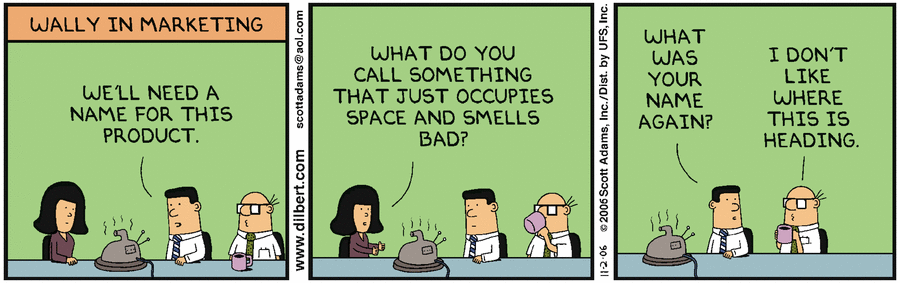 WALLY IN MARKETING
WE'LL NEED A
NAME FOR THIS
PRODUCT.
www.dilbert.com
scottadams@aol.com
WHAT DO YOU
CALL SOMETHING
THAT JUST OCCUPIES
SPACE AND SMELLS
BAD?
11-2-06 ©2006 Scott Adams, Inc./Dist. by UFS, Inc.
WHAT
WAS
YOUR
NAME
AGAIN?
I DON'T
LIKE
WHERE
THIS IS
HEADING.